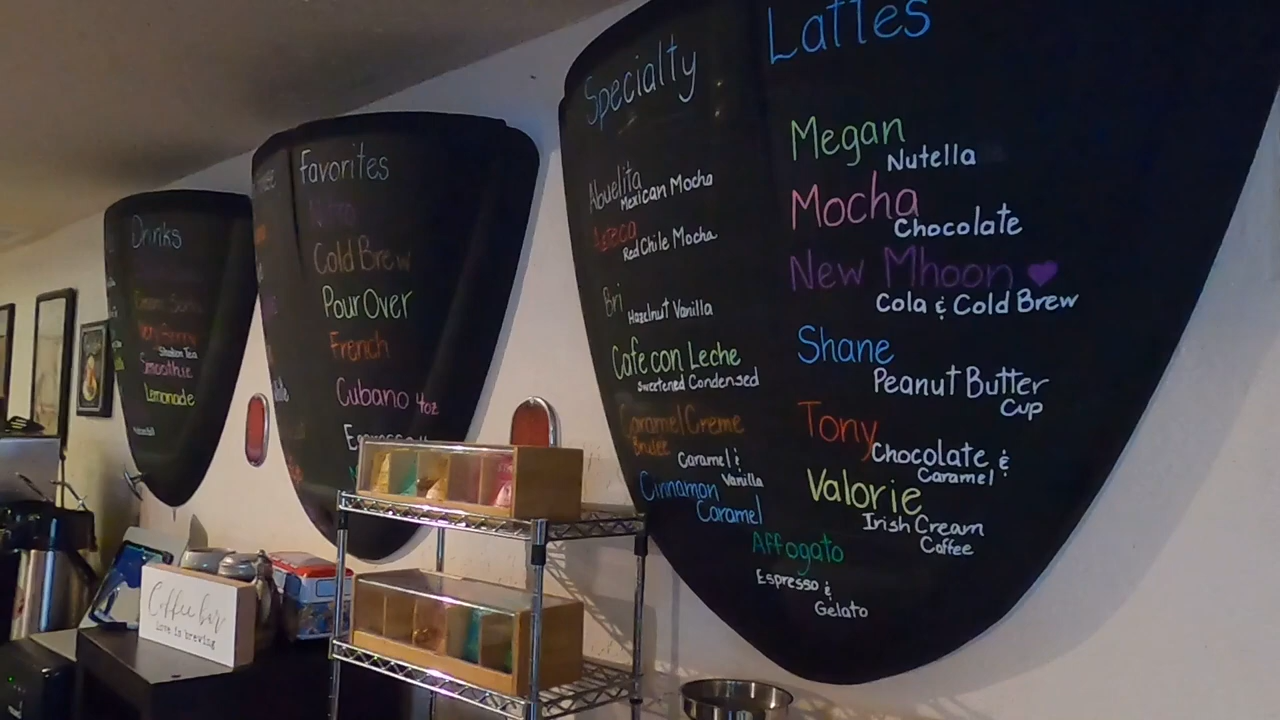 Drinks
Smoothie
Lemonade
Favorites
Nitro
Cold Brew
Pour Over
French
Cubano 4oz
Specialty Lattes
Abuelita
Mexican Mocha
Red Chile Mocha
Bri
Hazelnut Vanilla
Cafe con Leche
Sweetened Condensed
Caramel Creme
Brulee
Caramel &
Vanilla
Cinnamon
Caramel
Megan
Nutella
Mocha
Chocolate
New Mhoon
Cola & Cold Brew
Shane
Peanut Butter
Cup
Tony
Chocolate &
Caramel
Valorie
Irish Cream
Coffee
Affogato
Espresso &
Gelato
Coffee bar
Love is brewing